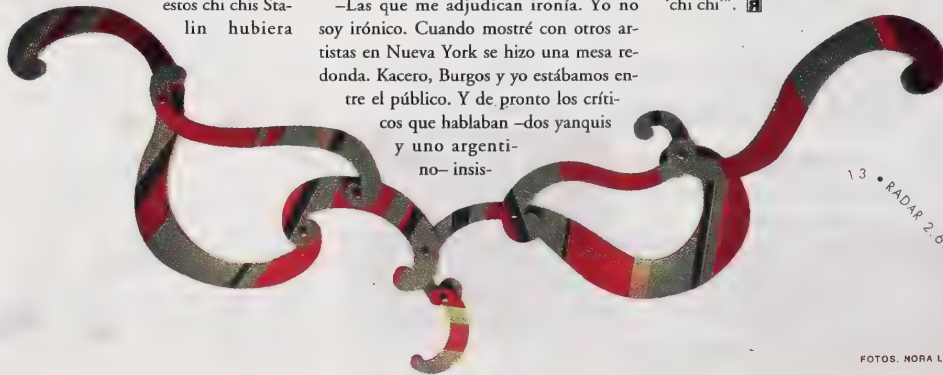 estos chi chis Sta-
lin hubiera
–Las que me adjudican ironía. Yo no
soy irónico. Cuando mostré con otros ar-
tistas en Nueva York se hizo una mesa re-
donda. Kacero, Burgos y yo estábamos en-
tre el público. Y de pronto los críti-
cos que hablaban –dos yanquis
y uno argenti-
no– insis-
'chi chi'". R
13 • RADAR 2.6
FOTOS. NORA L